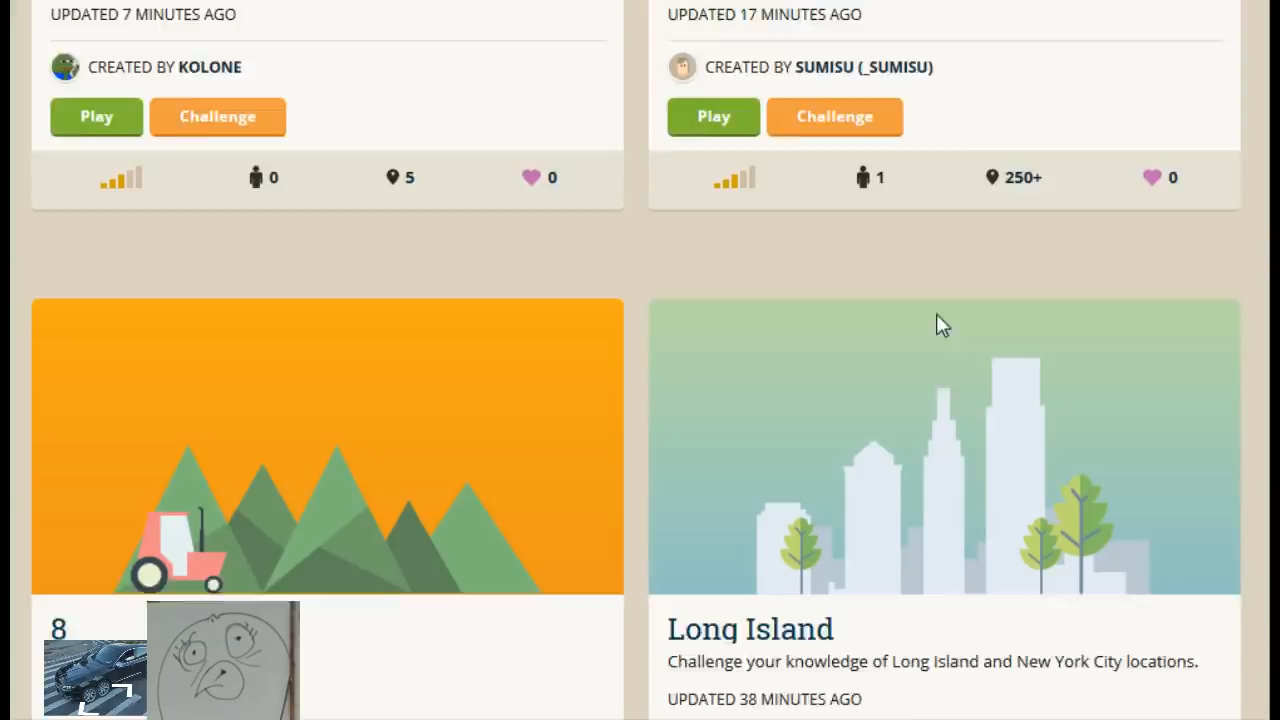 UPDATED 7 MINUTES AGO
CREATED BY KOLONE
Play Challenge
0 5 0
UPDATED 17 MINUTES AGO
CREATED BY SUMISU (_SUMISU)
Play Challenge
1 250+ 0
8
Long Island
Challenge your knowledge of Long Island and New York City locations.
UPDATED 38 MINUTES AGO